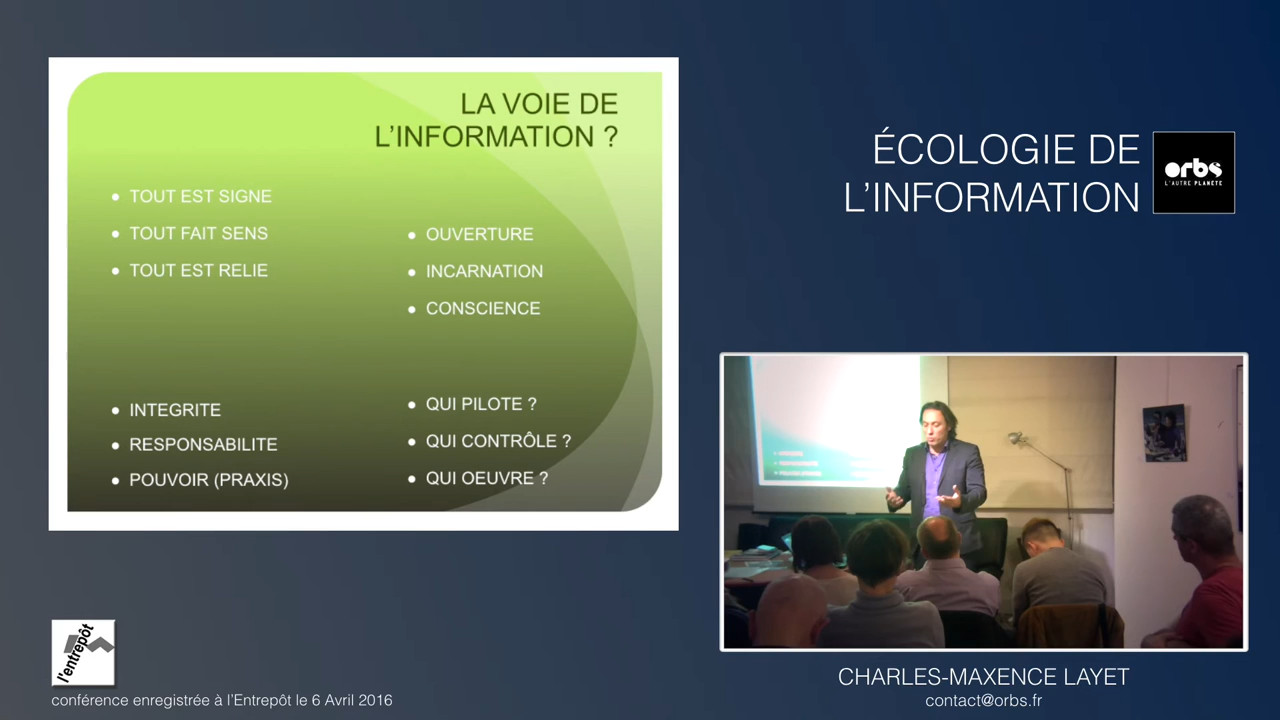 LA VOIE DE
L'INFORMATION ?
• TOUT EST SIGNE
• TOUT FAIT SENS
• TOUT EST RELIE
• OUVERTURE
• INCARNATION
• CONSCIENCE
• INTEGRITE
• RESPONSABILITE
• POUVOIR (PRAXIS)
• QUI PILOTE ?
• QUI CONTRÔLE ?
• QUI OEUVRE ?
ÉCOLOGIE DE
L'INFORMATION
orbs
L'AUTRE PLANÈTE
l'entrepôt
conférence enregistrée à l'Entrepôt le 6 Avril 2016
CHARLES-MAXENCE LAYET
contact@orbs.fr